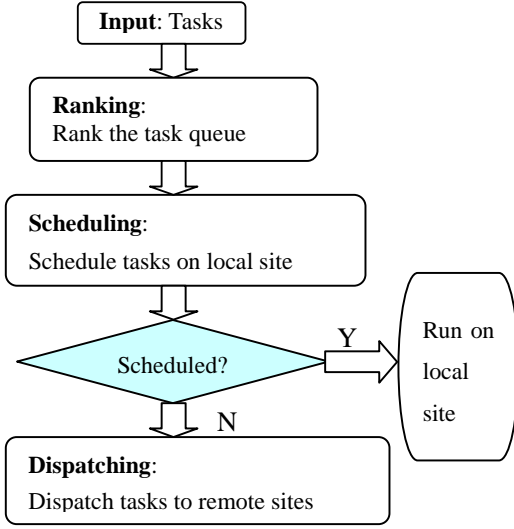 Input: Tasks
Ranking:
Rank the task queue
Scheduling:
Schedule tasks on local site
Scheduled?
Y
Run on
local
site
N
Dispatching:
Dispatch tasks to remote sites